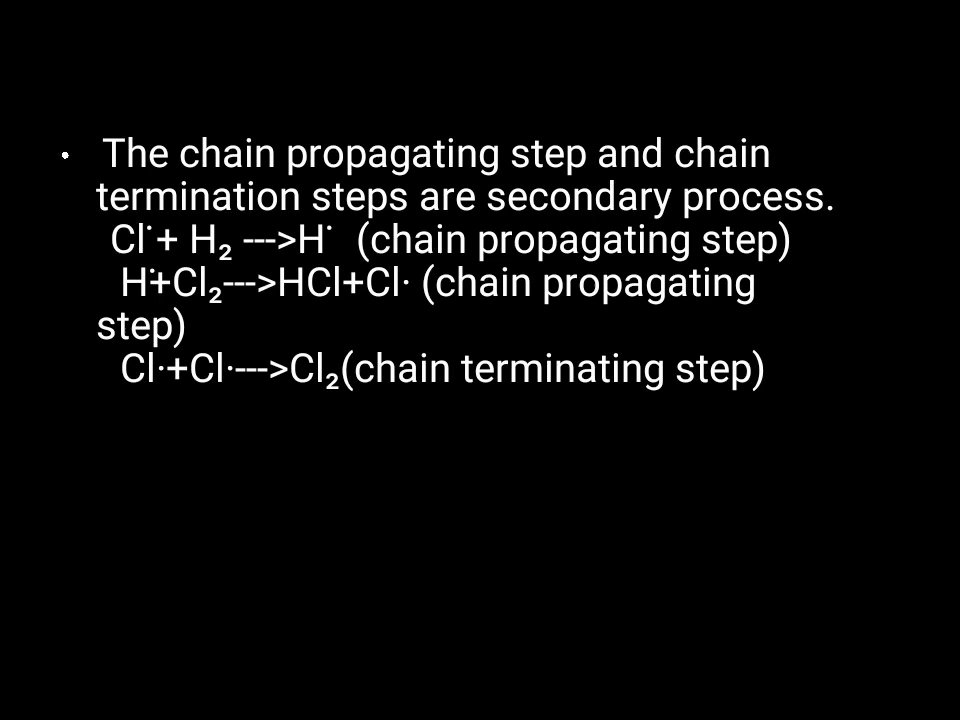 • The chain propagating step and chain
termination steps are secondary process.
Cl˙+ H₂ --->H˙ (chain propagating step)
H˙+Cl₂--->HCl+Cl· (chain propagating
step)
Cl·+Cl·--->Cl₂(chain terminating step)